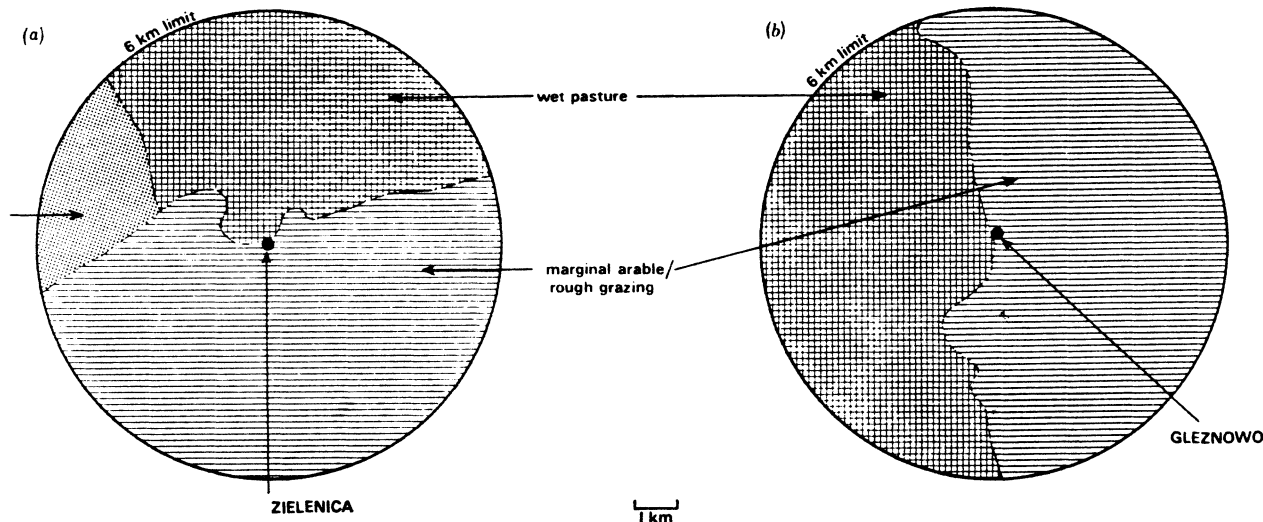 (a)
6 km limit
(b)
6 km limit
wet pasture
marginal arable/
rough grazing
GLEZNOWO
ZIELENICA
1 km